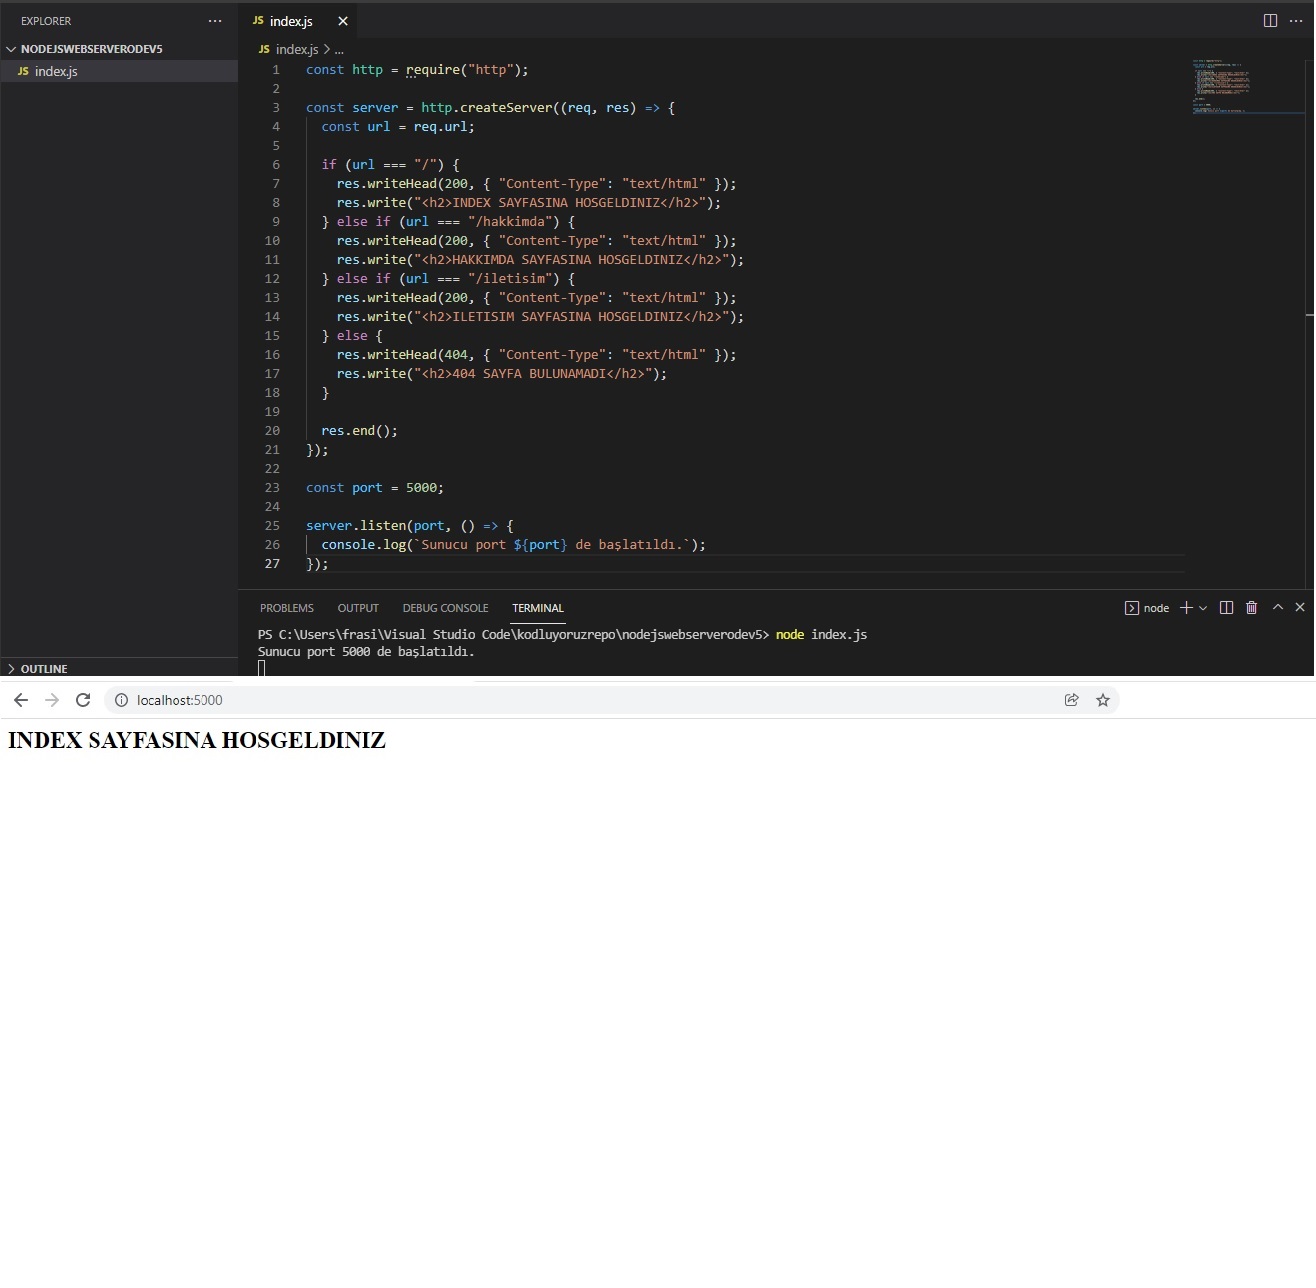 EXPLORER ...
JS index.js
NODEJSWEBSERVERODEV5
JS index.js > ...
JS index.js
1 const http = require("http");
2
3 const server = http.createServer((req, res) => {
4 const url = req.url;
5
6 if (url === "/") {
7 res.writeHead(200, { "Content-Type": "text/html" });
8 res.write("<h2>INDEX SAYFASINA HOSGELDINIZ</h2>");
9 } else if (url === "/hakkimda") {
10 res.writeHead(200, { "Content-Type": "text/html" });
11 res.write("<h2>HAKKIMDA SAYFASINA HOSGELDINIZ</h2>");
12 } else if (url === "/iletisim") {
13 res.writeHead(200, { "Content-Type": "text/html" });
14 res.write("<h2>ILETISIM SAYFASINA HOSGELDINIZ</h2>");
15 } else {
16 res.writeHead(404, { "Content-Type": "text/html" });
17 res.write("<h2>404 SAYFA BULUNAMADI</h2>");
18 }
19
20 res.end();
21 });
22
23 const port = 5000;
24
25 server.listen(port, () => {
26 console.log(`Sunucu port ${port} de başlatıldı.`);
27 });
PROBLEMS OUTPUT DEBUG CONSOLE TERMINAL node
PS C:\Users\frasi\Visual Studio Code\kodluyoruzrepo\nodejswebserverodev5> node index.js
Sunucu port 5000 de başlatıldı.
OUTLINE
localhost:5000
INDEX SAYFASINA HOSGELDINIZ